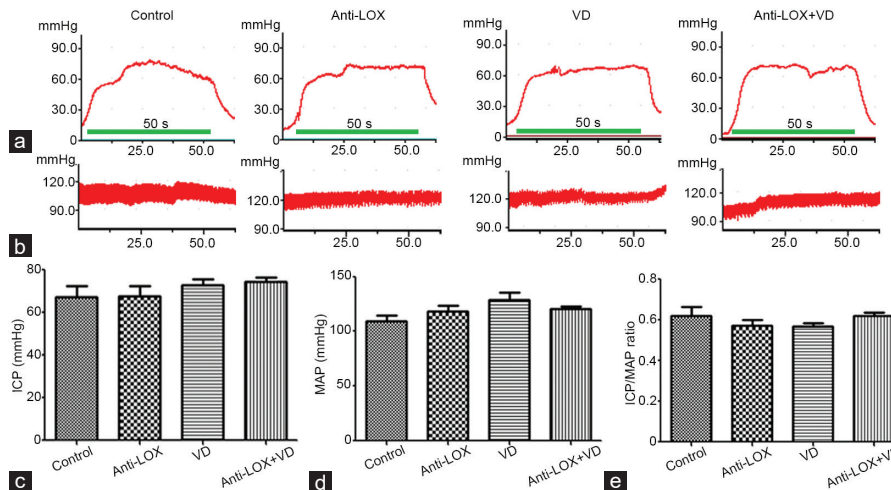 Control
Anti-LOX
VD
Anti-LOX+VD
mmHg
mmHg
mmHg
mmHg
90.0
60.0
30.0
0
50 s
25.0
50.0
90.0
60.0
30.0
0
50 s
25.0
50.0
90.0
60.0
30.0
0
50 s
25.0
50.0
90.0
60.0
30.0
0
50 s
25.0
50.0
a
mmHg
120.0
90.0
25.0
50.0
mmHg
120.0
90.0
25.0
50.0
mmHg
120.0
90.0
25.0
50.0
mmHg
120.0
90.0
25.0
50.0
b
ICP (mmHg)
80
60
40
20
0
Control
Anti-LOX
VD
Anti-LOX+VD
c
MAP (mmHg)
150
100
50
0
Control
Anti-LOX
VD
Anti-LOX+VD
d
ICP/MAP ratio
0.8
0.6
0.4
0.2
0
Control
Anti-LOX
VD
Anti-LOX+VD
e